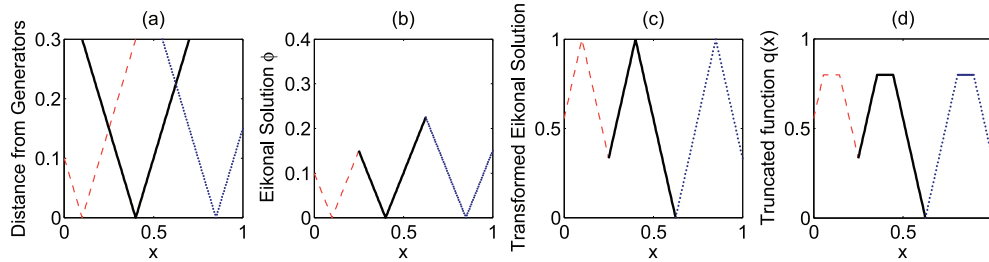 (a)
Distance from Generators
0.3
0.2
0.1
0
0
0.5
1
x
(b)
Eikonal Solution ϕ
0.4
0.3
0.2
0.1
0
0
0.5
1
x
(c)
Transformed Eikonal Solution
1
0.5
0
0
0.5
1
x
(d)
Truncated function q(x)
1
0.5
0
0
0.5
x